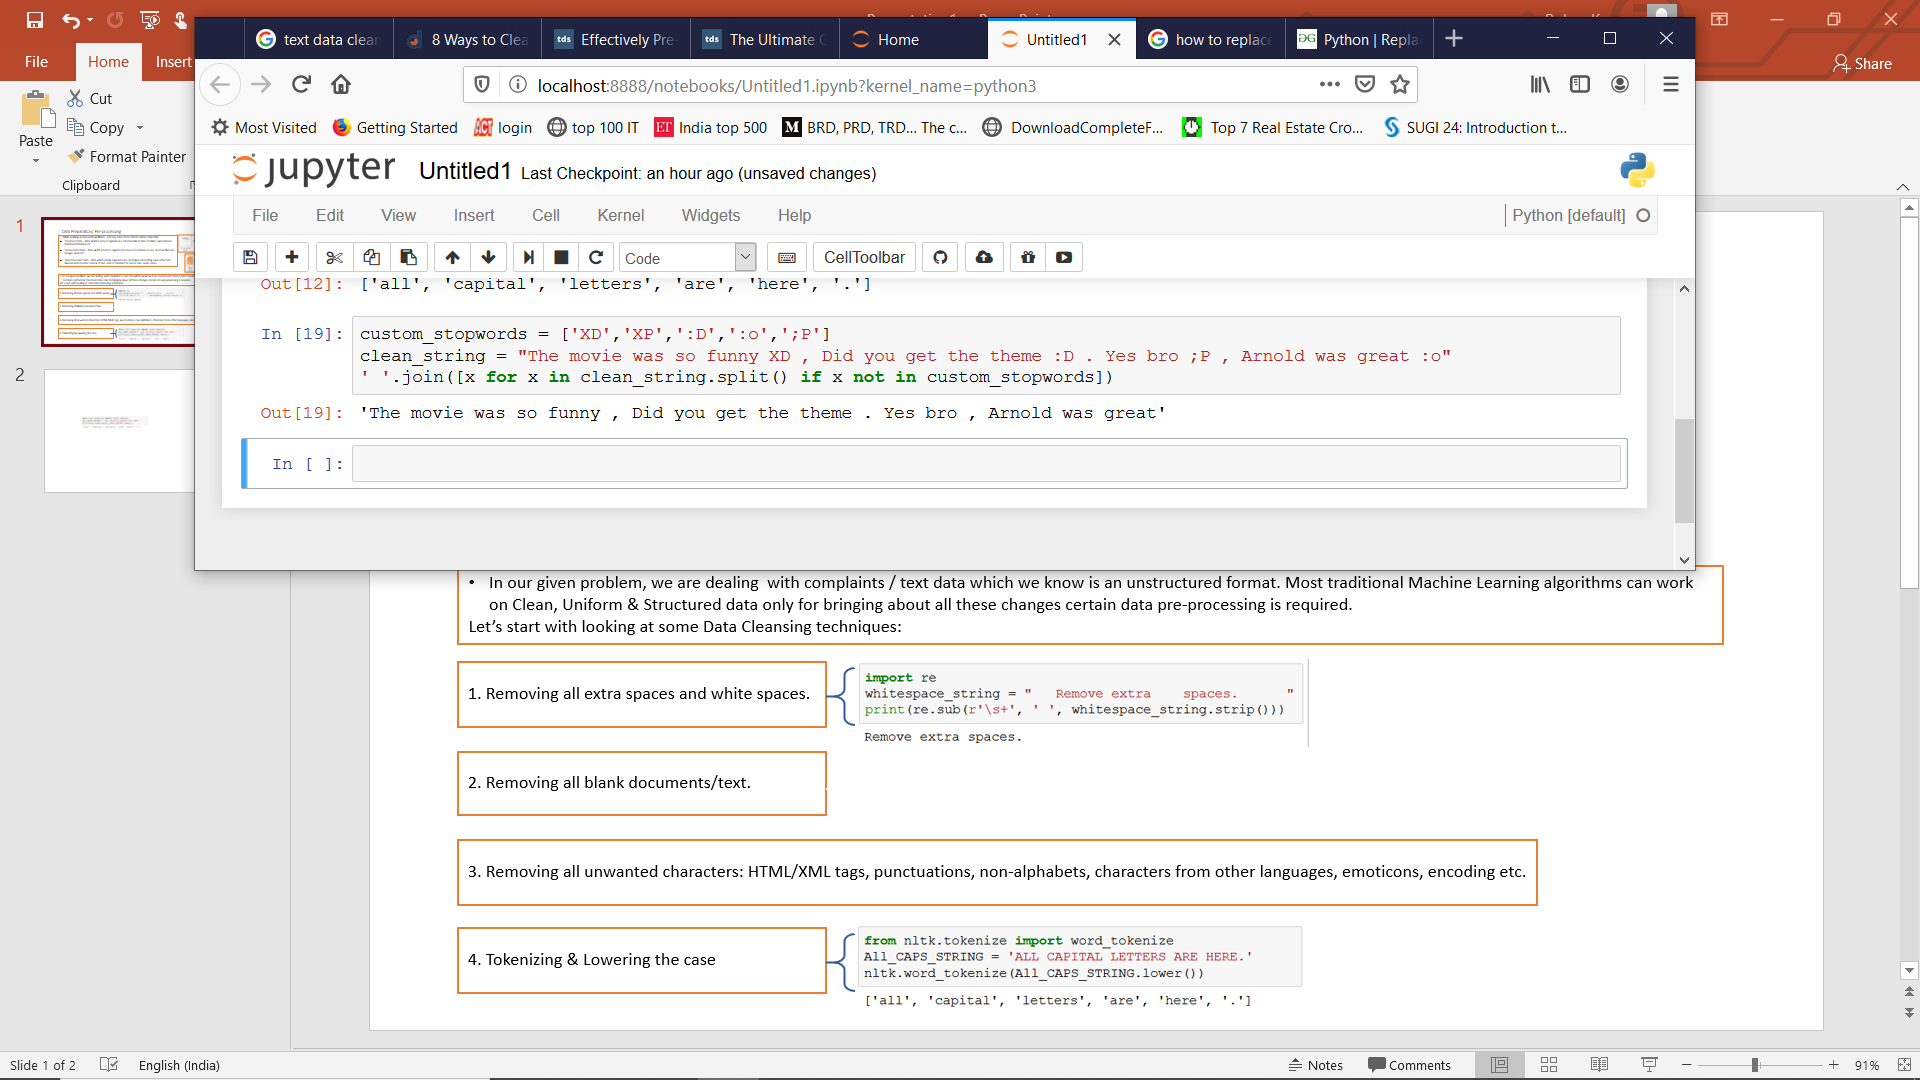 File
Home
Insert
Share
Cut
Copy
Format Painter
Paste
Clipboard
text data clean
8 Ways to Clea
Effectively Pre-
The Ultimate
Home
Untitled1
how to replace
Python | Repla
localhost:8888/notebooks/Untitled1.ipynb?kernel_name=python3
Most Visited Getting Started login top 100 IT India top 500 BRD, PRD, TRD... The c... DownloadCompleteF... Top 7 Real Estate Cro... SUGI 24: Introduction t...
jupyter Untitled1 Last Checkpoint: an hour ago (unsaved changes)
File Edit View Insert Cell Kernel Widgets Help Python [default]
Code CellToolbar
Out[12]: ['all', 'capital', 'letters', 'are', 'here', '.']
In [19]: custom_stopwords = ['XD','XP',':D',':o',';P']
clean_string = "The movie was so funny XD , Did you get the theme :D . Yes bro ;P , Arnold was great :o"
' '.join([x for x in clean_string.split() if x not in custom_stopwords])
Out[19]: 'The movie was so funny , Did you get the theme . Yes bro , Arnold was great'
In [ ]:
1
2
• In our given problem, we are dealing with complaints / text data which we know is an unstructured format. Most traditional Machine Learning algorithms can work
on Clean, Uniform & Structured data only for bringing about all these changes certain data pre-processing is required.
Let's start with looking at some Data Cleansing techniques:
1. Removing all extra spaces and white spaces.
import re
whitespace_string = "   Remove extra    spaces.      "
print(re.sub(r'\s+', ' ', whitespace_string.strip()))
Remove extra spaces.
2. Removing all blank documents/text.
3. Removing all unwanted characters: HTML/XML tags, punctuations, non-alphabets, characters from other languages, emoticons, encoding etc.
4. Tokenizing & Lowering the case
from nltk.tokenize import word_tokenize
All_CAPS_STRING = 'ALL CAPITAL LETTERS ARE HERE.'
nltk.word_tokenize(All_CAPS_STRING.lower())
['all', 'capital', 'letters', 'are', 'here', '.']
Slide 1 of 2 English (India) Notes Comments 91%